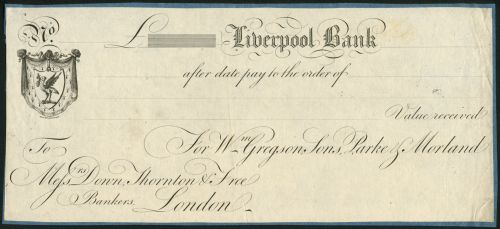 No.
£ Liverpool Bank
after date pay to the order of
Value received
For Wm Gregson Sons, Parke & Morland
To
Messrs Down, Thornton & Free
Bankers, London